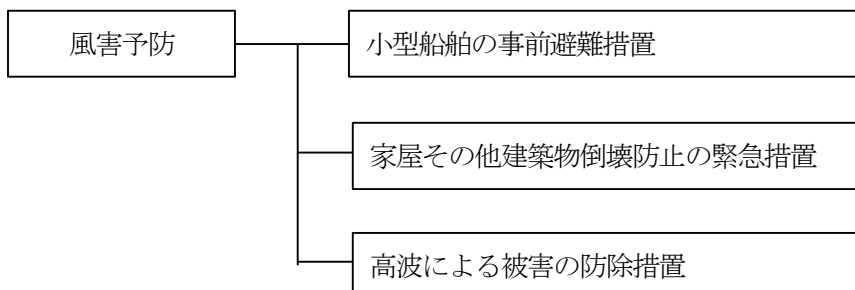 風害予防
小型船舶の事前避難措置
家屋その他建築物倒壊防止の緊急措置
高波による被害の防除措置